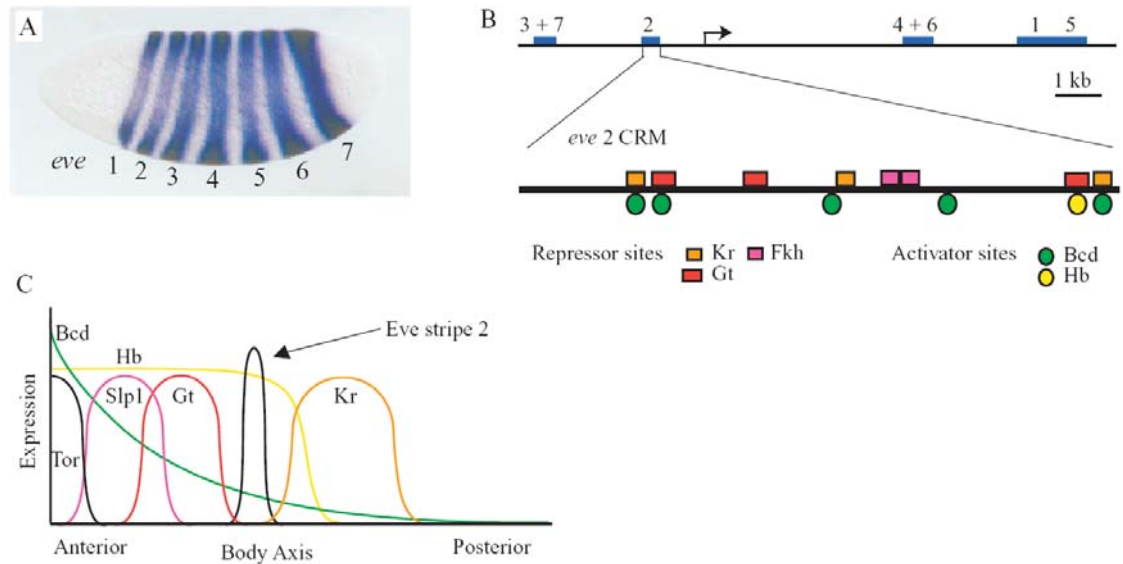 A
eve 1 2 3 4 5 6 7
B
3 + 7 2 4 + 6 1 5
1 kb
eve 2 CRM
Repressor sites Kr Fkh Activator sites Bcd
Gt Hb
C
Bcd
Eve stripe 2
Hb
Slp1 Gt Kr
Tor
Expression
Anterior Body Axis Posterior